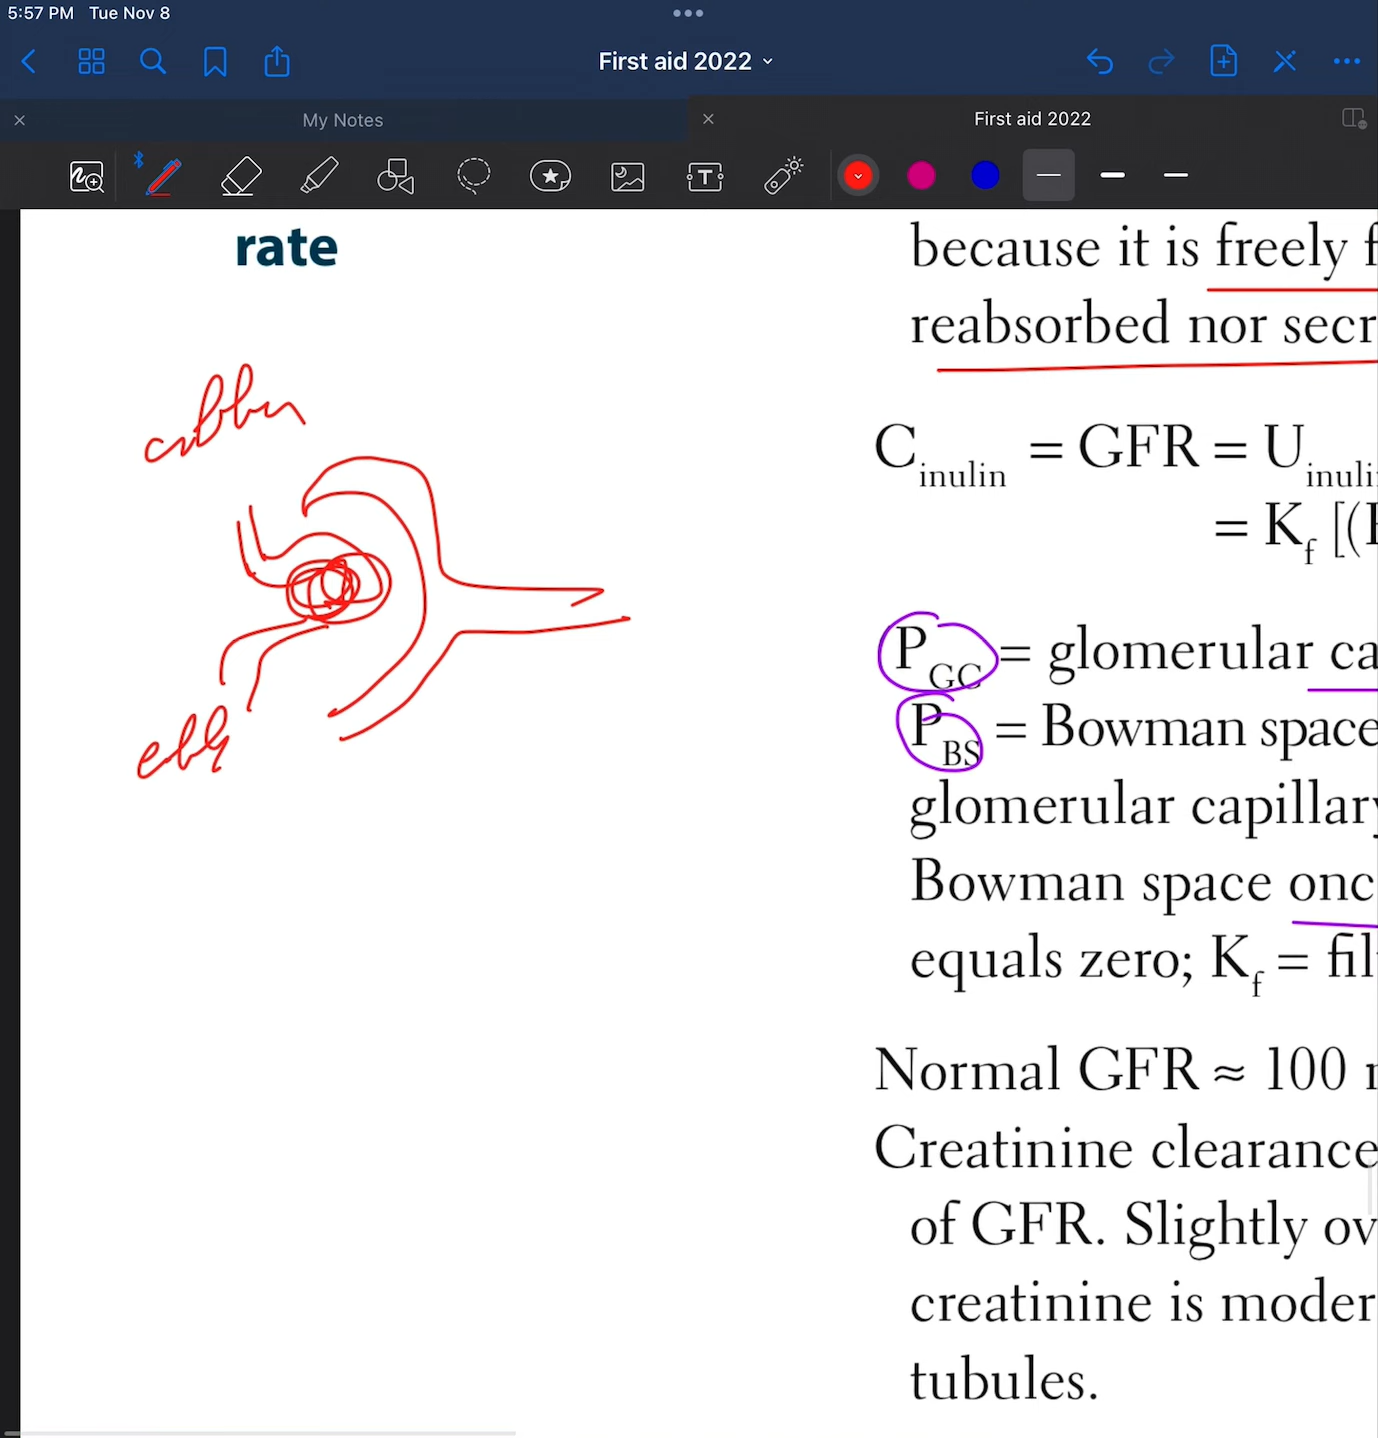 5:57 PM Tue Nov 8
First aid 2022
My Notes
First aid 2022
T
rate
because it is freely f
reabsorbed nor secr
C inulin = GFR = U inuli
= K f [(
P GC = glomerular ca
P BS = Bowman space
glomerular capillary
Bowman space onc
equals zero; K f = fil
Normal GFR ≈ 100
Creatinine clearance
of GFR. Slightly ov
creatinine is moder
tubules.